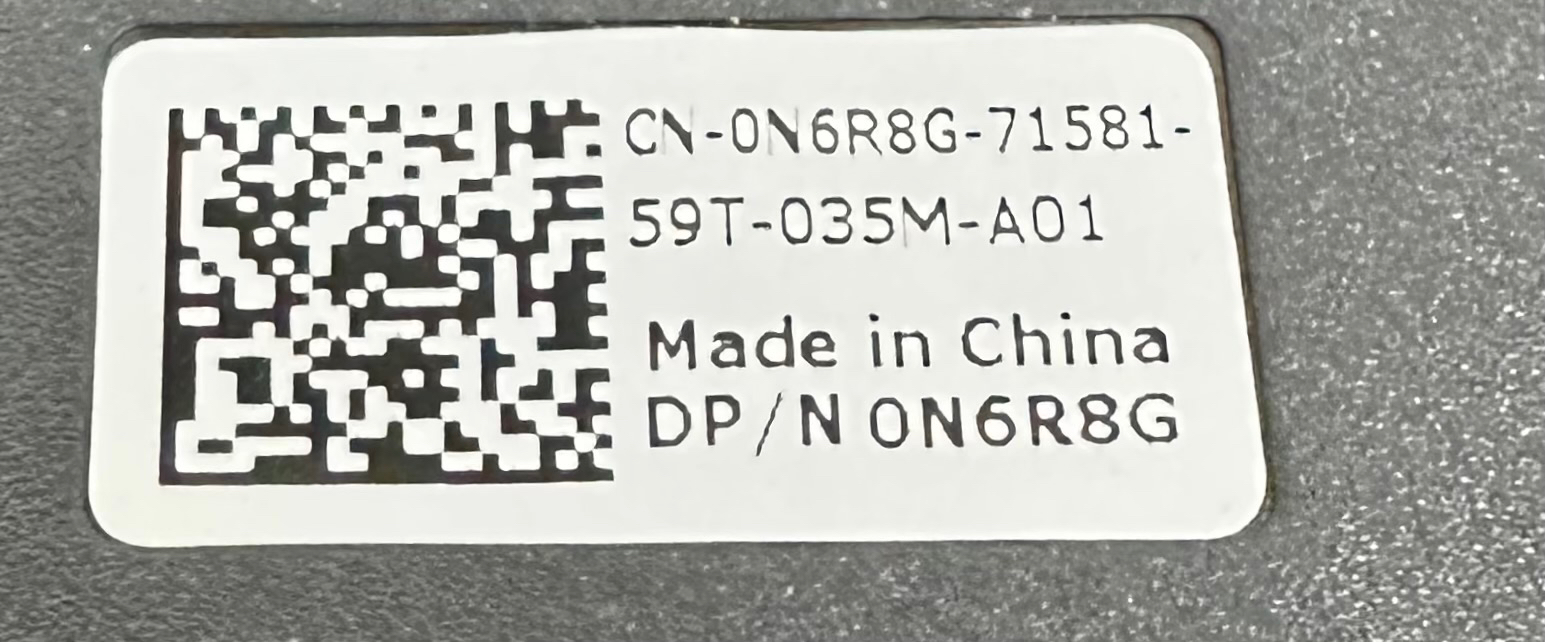 CN-0N6R8G-71581-
59T-035M-A01
Made in China
DP/N 0N6R8G